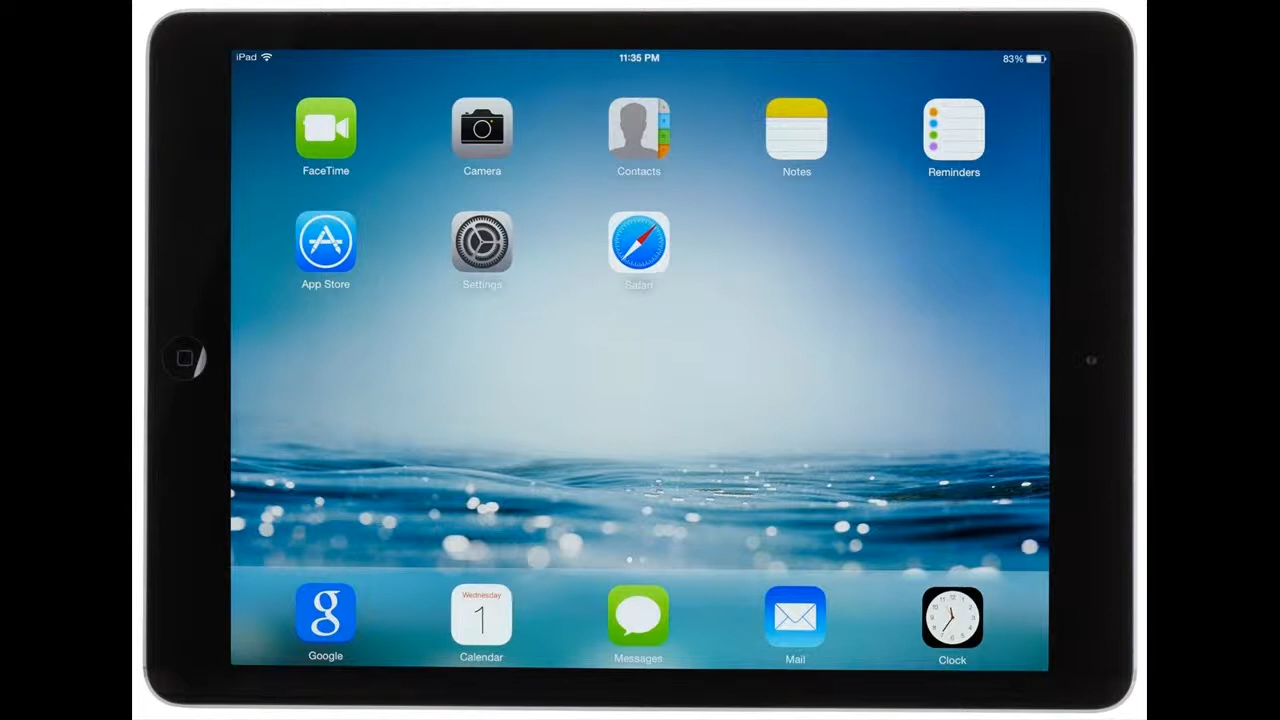 iPad 11:35 PM 83%
FaceTime Camera Contacts Notes Reminders
App Store Settings Safari
g
Wednesday
1
Google Calendar Messages Mail Clock